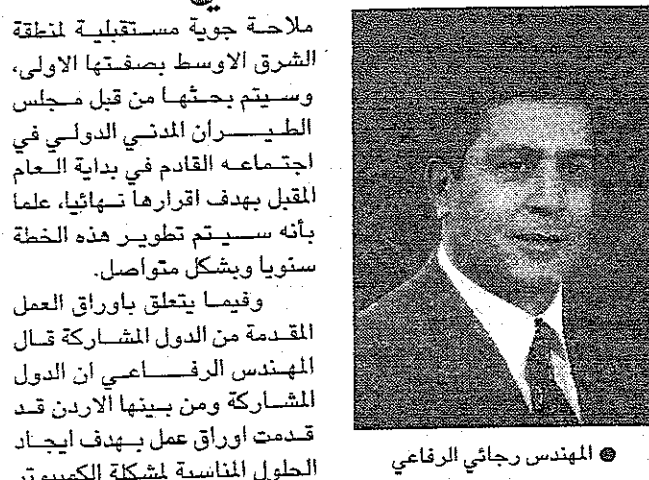 ملاحة جوية مستقبلية لمنطقة
الشرق الاوسط بصفتها الاولى،
وسيتم بحثها من قبل مجلس
الطيران المدني الدولي في
اجتماعه القادم في بداية العام
المقبل بهدف اقرارها نهائيا، علما
بأنه سيتم تطوير هذه الخطة
سنويا وبشكل متواصل.
وفيما يتعلق باوراق العمل
المقدمة من الدول المشاركة قال
المهندس الرفاعي ان الدول
المشاركة ومن بينها الاردن قد
قدمت اوراق عمل بهدف ايجاد
الحلول المناسبة لمشكلة الكمبيوتر
● المهندس رجائي الرفاعي